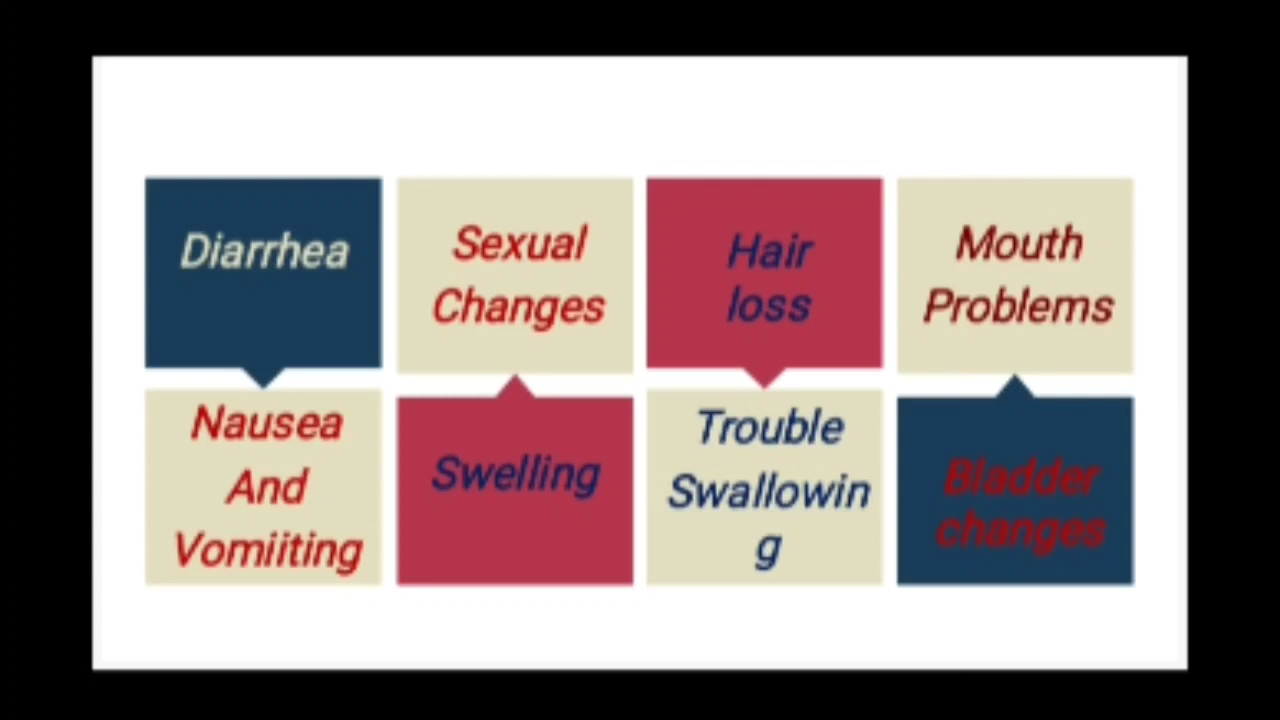 Diarrhea
Sexual
Changes
Hair
loss
Mouth
Problems
Nausea
And
Vomiiting
Swelling
Trouble
Swallowin
g
Bladder
changes